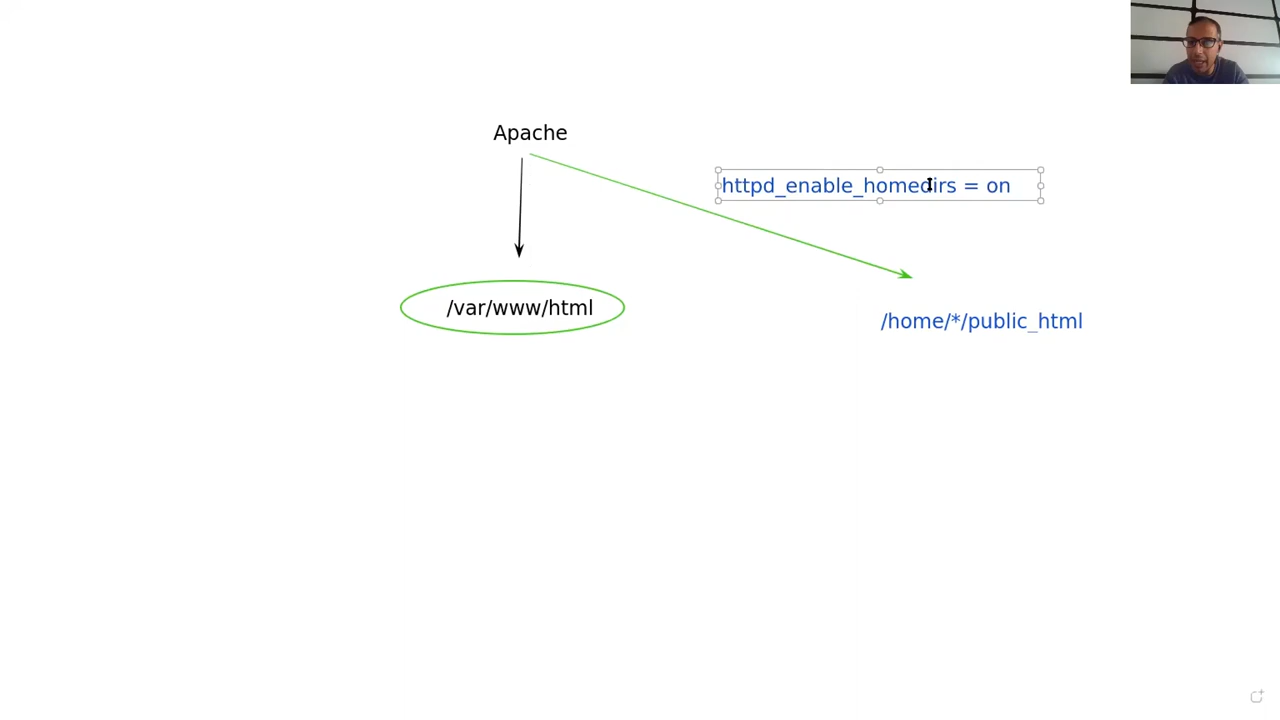 Apache
httpd_enable_homedirs = on
/var/www/html
/home/*/public_html